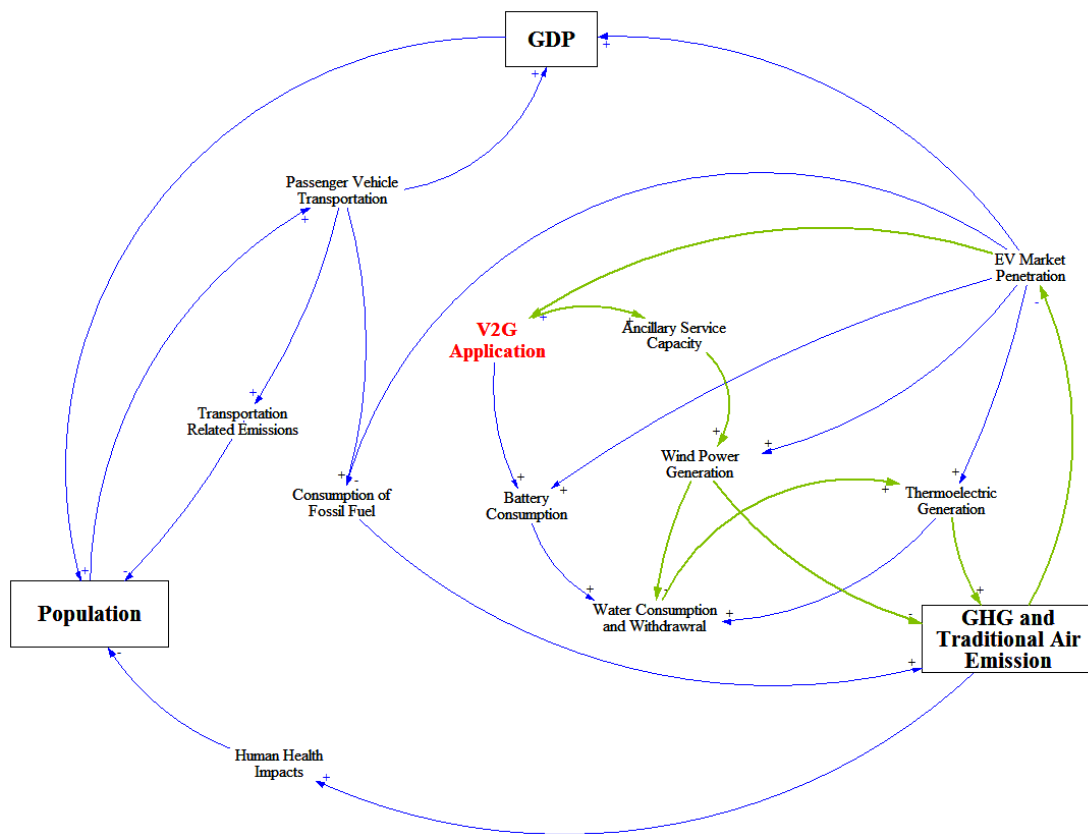 GDP
Passenger Vehicle
Transportation
EV Market
Penetration
V2G
Application
Ancillary Service
Capacity
Transportation
Related Emissions
Wind Power
Generation
Consumption of
Fossil Fuel
Battery
Consumption
Thermoelectric
Generation
Population
Water Consumption
and Withdrawral
GHG and
Traditional Air
Emission
Human Health
Impacts